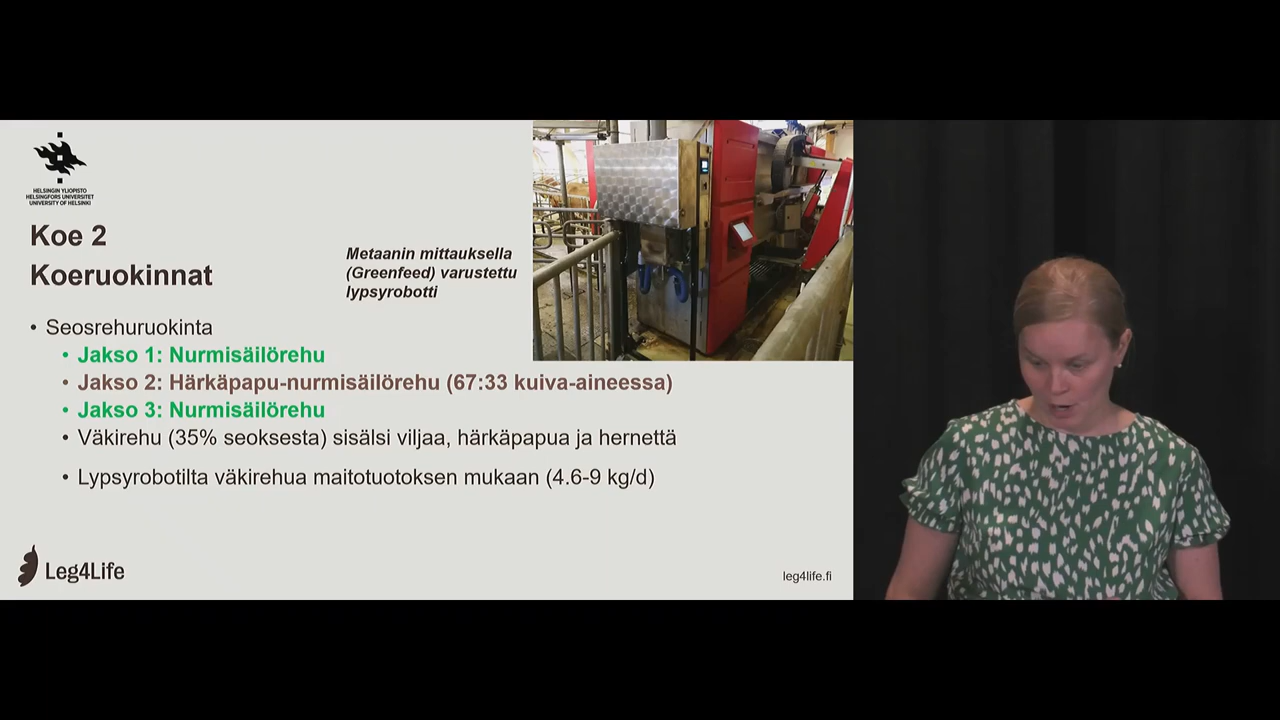 HELSINGIN YLIOPISTO
HELSINGFORS UNIVERSITET
UNIVERSITY OF HELSINKI
Koe 2
Koeruokinnat
Metaanin mittauksella
(Greenfeed) varustettu
lypsyrobotti
• Seosrehuruokinta
• Jakso 1: Nurmisäilörehu
• Jakso 2: Härkäpapu-nurmisäilörehu (67:33 kuiva-aineessa)
• Jakso 3: Nurmisäilörehu
• Väkirehu (35% seoksesta) sisälsi viljaa, härkäpapua ja hernettä
• Lypsyrobotilta väkirehua maitotuotoksen mukaan (4.6-9 kg/d)
Leg4Life
leg4life.fi